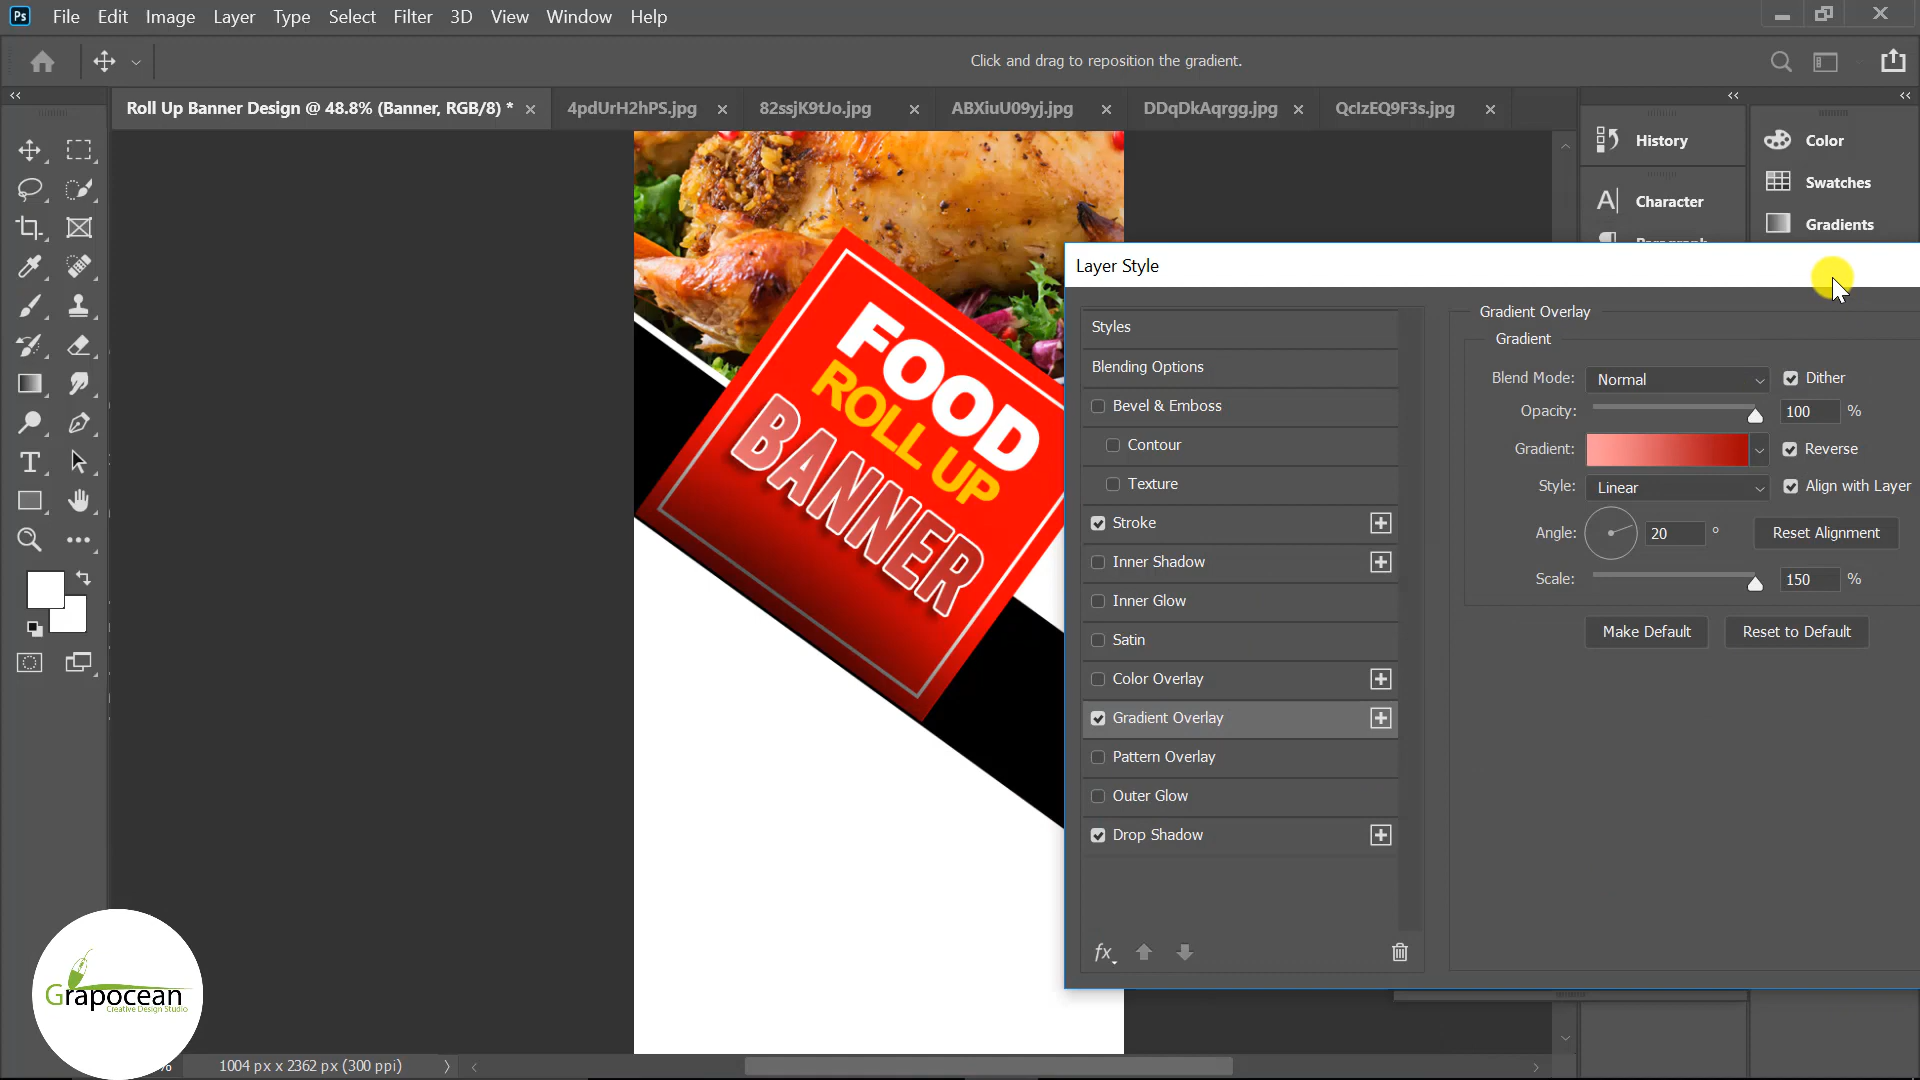 Ps File Edit Image Layer Type Select Filter 3D View Window Help
Click and drag to reposition the gradient.
Roll Up Banner Design @ 48.8% (Banner, RGB/8) * 4pdUrH2hPS.jpg 82ssjK9tJo.jpg ABXiuU09yj.jpg DDqDkAqrgg.jpg QclzEQ9F3s.jpg
History Color
Swatches
Character
Gradients
Layer Style
FOOD
ROLL UP
BANNER
Styles
Blending Options
Bevel & Emboss
Contour
Texture
Stroke
Inner Shadow
Inner Glow
Satin
Color Overlay
Gradient Overlay
Pattern Overlay
Outer Glow
Drop Shadow
fx
Gradient Overlay
Gradient
Blend Mode: Normal Dither
Opacity: 100 %
Gradient: Reverse
Style: Linear Align with Layer
Angle: 20 ° Reset Alignment
Scale: 150 %
Make Default Reset to Default
Grapocean
Creative Design Studio
% 1004 px x 2362 px (300 ppi)